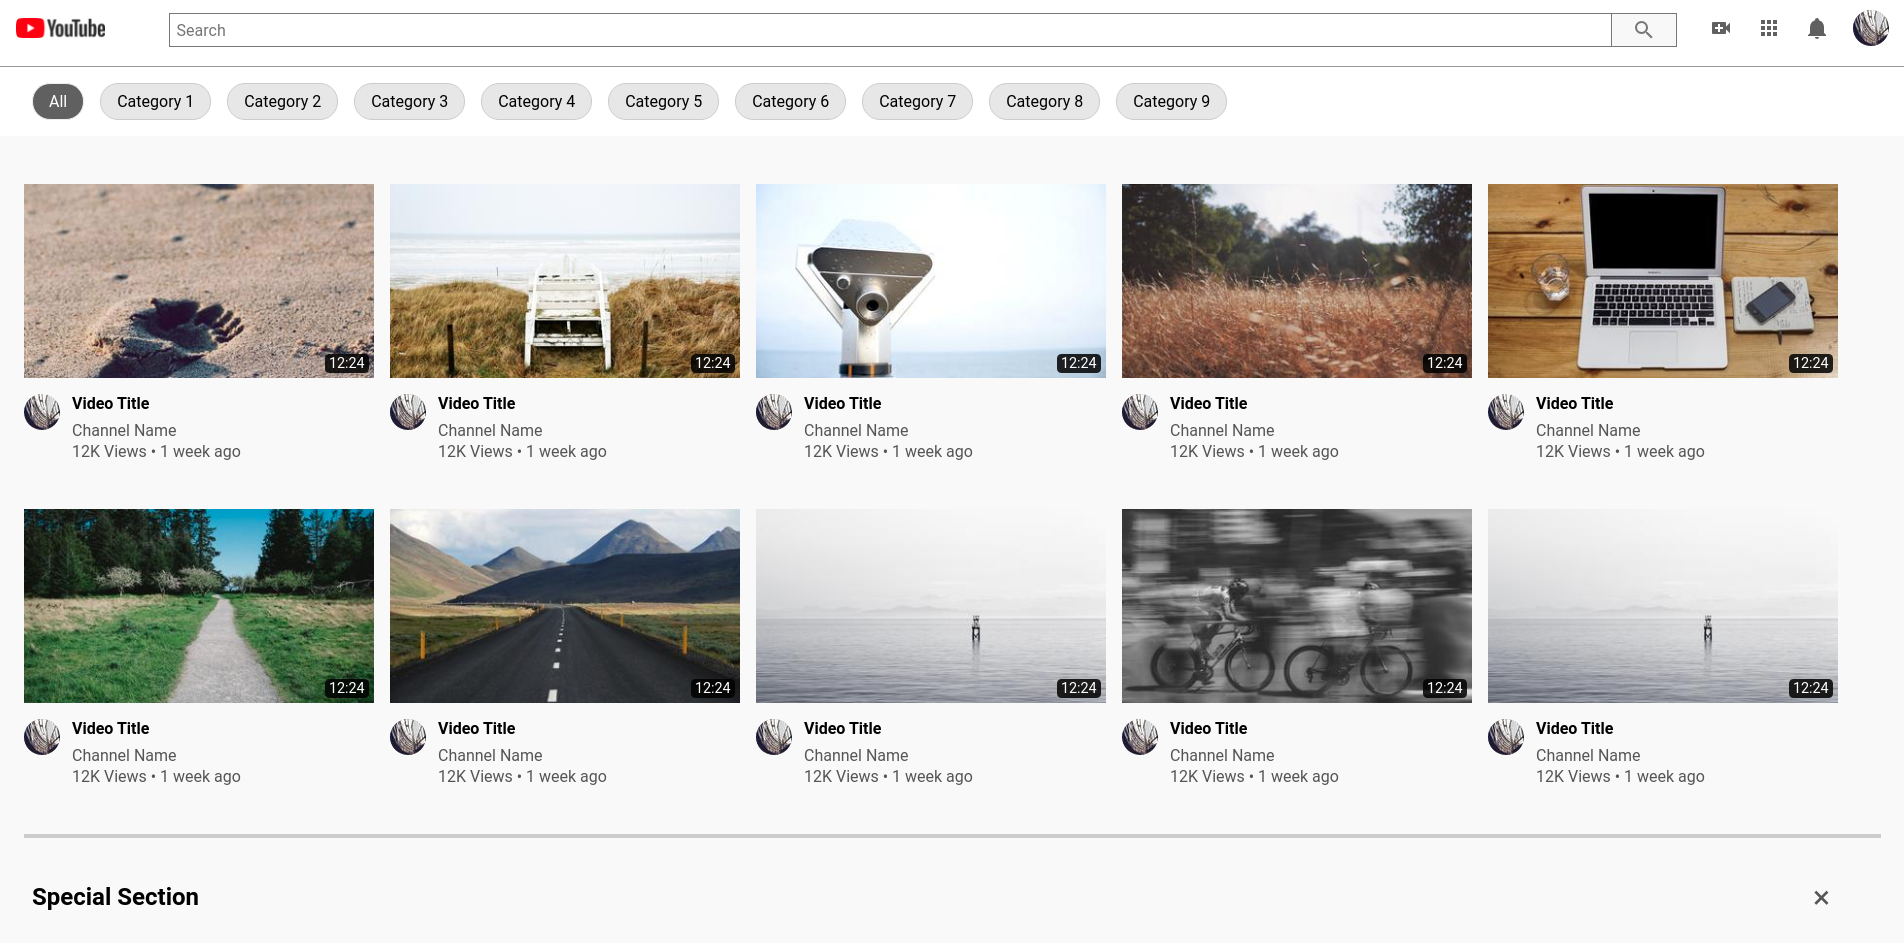 YouTube
Search
All Category 1 Category 2 Category 3 Category 4 Category 5 Category 6 Category 7 Category 8 Category 9
12:24 12:24 12:24 12:24 12:24
Video Title Video Title Video Title Video Title Video Title
Channel Name Channel Name Channel Name Channel Name Channel Name
12K Views • 1 week ago 12K Views • 1 week ago 12K Views • 1 week ago 12K Views • 1 week ago 12K Views • 1 week ago
12:24 12:24 12:24 12:24 12:24
Video Title Video Title Video Title Video Title Video Title
Channel Name Channel Name Channel Name Channel Name Channel Name
12K Views • 1 week ago 12K Views • 1 week ago 12K Views • 1 week ago 12K Views • 1 week ago 12K Views • 1 week ago
Special Section